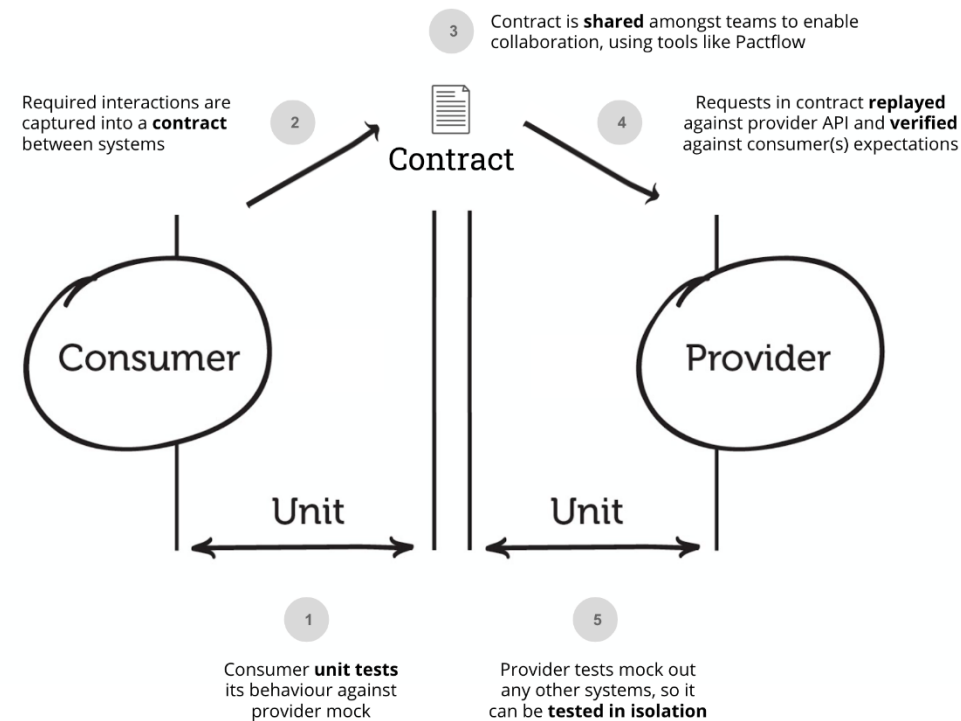 3
Contract is shared amongst teams to enable
collaboration, using tools like Pactflow
Required interactions are
captured into a contract
between systems
2
4
Requests in contract replayed
against provider API and verified
against consumer(s) expectations
Contract
Consumer
Provider
Unit
Unit
1
5
Consumer unit tests
its behaviour against
provider mock
Provider tests mock out
any other systems, so it
can be tested in isolation